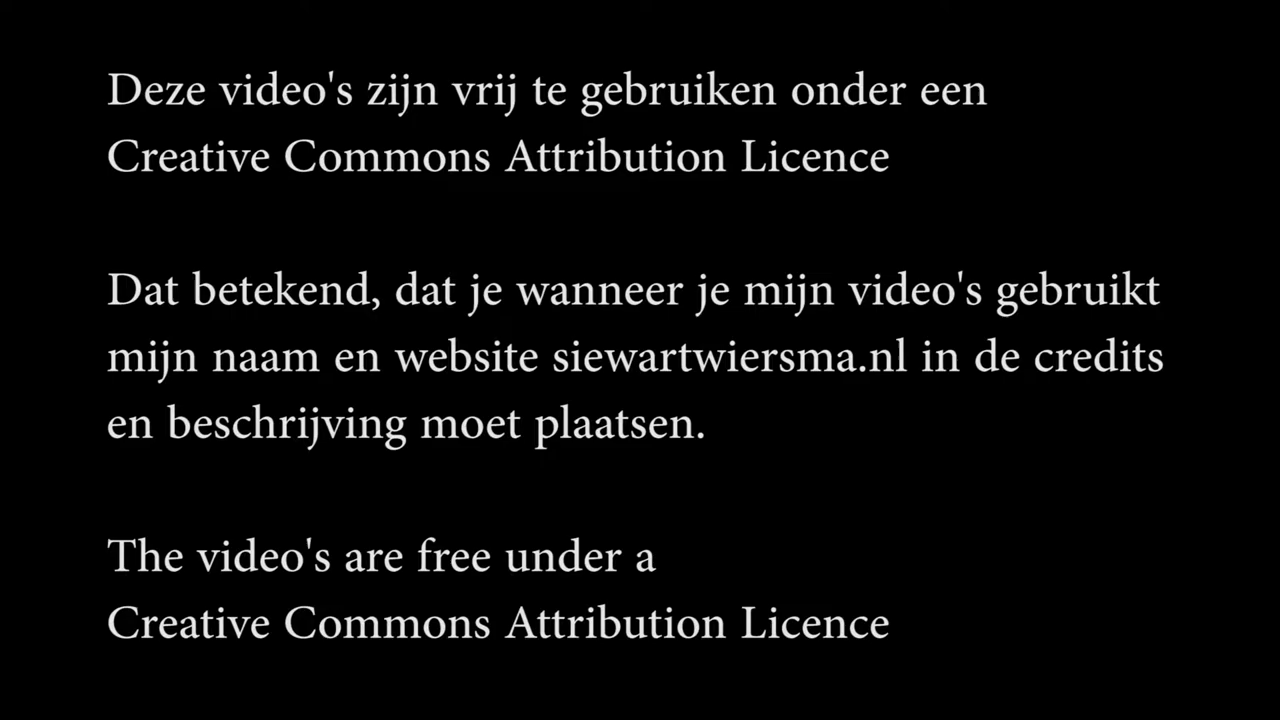 Deze video's zijn vrij te gebruiken onder een
Creative Commons Attribution Licence
Dat betekend, dat je wanneer je mijn video's gebruikt
mijn naam en website siewartwiersma.nl in de credits
en beschrijving moet plaatsen.
The video's are free under a
Creative Commons Attribution Licence